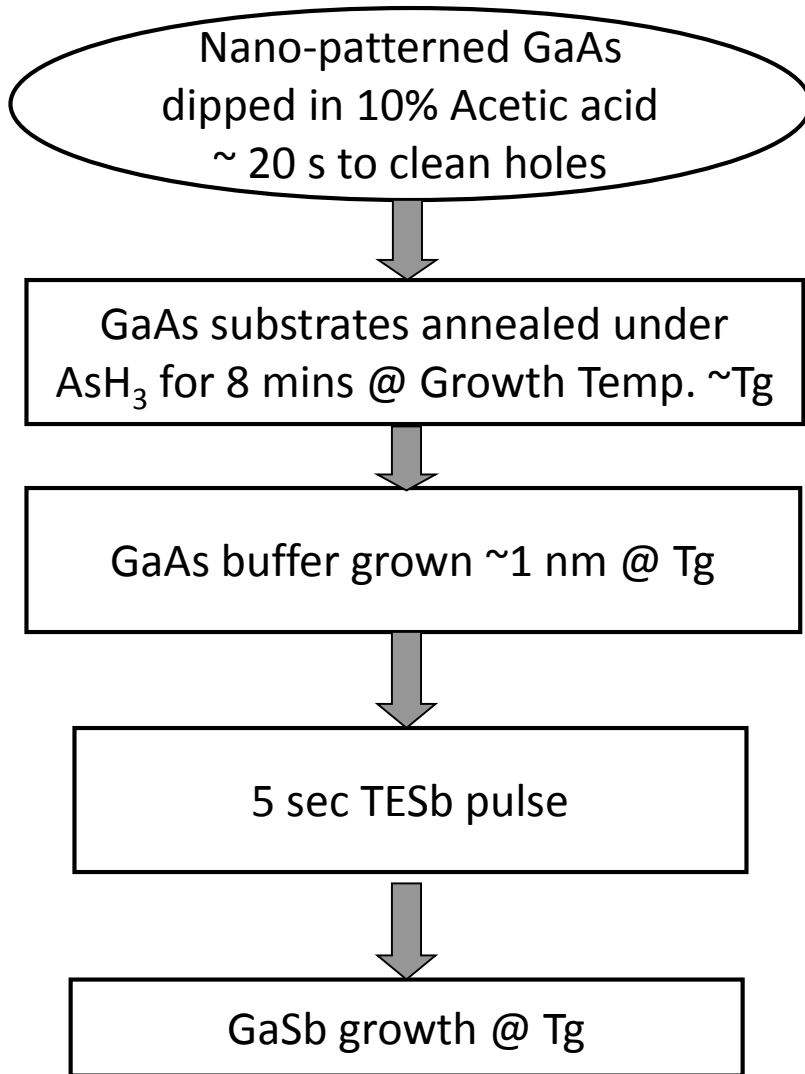 Nano-patterned GaAs
dipped in 10% Acetic acid
~ 20 s to clean holes
GaAs substrates annealed under
AsH₃ for 8 mins @ Growth Temp. ~Tg
GaAs buffer grown ~1 nm @ Tg
5 sec TESb pulse
GaSb growth @ Tg